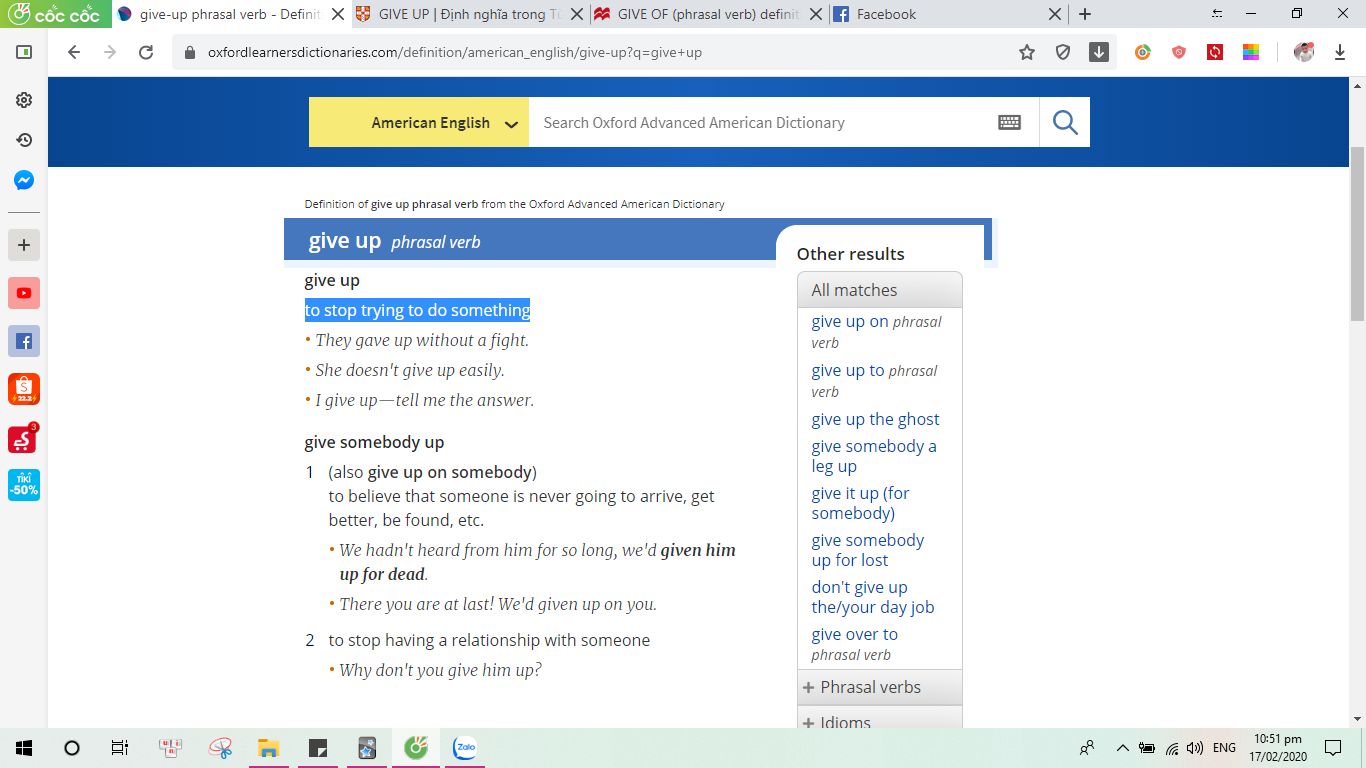 CỐC CỐC
give-up phrasal verb - Definit
GIVE UP | Định nghĩa trong Từ
GIVE OF (phrasal verb) definit
Facebook
oxfordlearnersdictionaries.com/definition/american_english/give-up?q=give+up
American English
Search Oxford Advanced American Dictionary
Definition of give up phrasal verb from the Oxford Advanced American Dictionary
give up phrasal verb
give up
to stop trying to do something
• They gave up without a fight.
• She doesn't give up easily.
• I give up—tell me the answer.
give somebody up
1 (also give up on somebody)
to believe that someone is never going to arrive, get
better, be found, etc.
• We hadn't heard from him for so long, we'd given him
up for dead.
• There you are at last! We'd given up on you.
2 to stop having a relationship with someone
• Why don't you give him up?
Other results
All matches
give up on phrasal
verb
give up to phrasal
verb
give up the ghost
give somebody a
leg up
give it up (for
somebody)
give somebody
up for lost
don't give up
the/your day job
give over to
phrasal verb
+ Phrasal verbs
+ Idioms
22.2
3
TIKI
-50%
Zalo
ENG
10:51 pm
17/02/2020